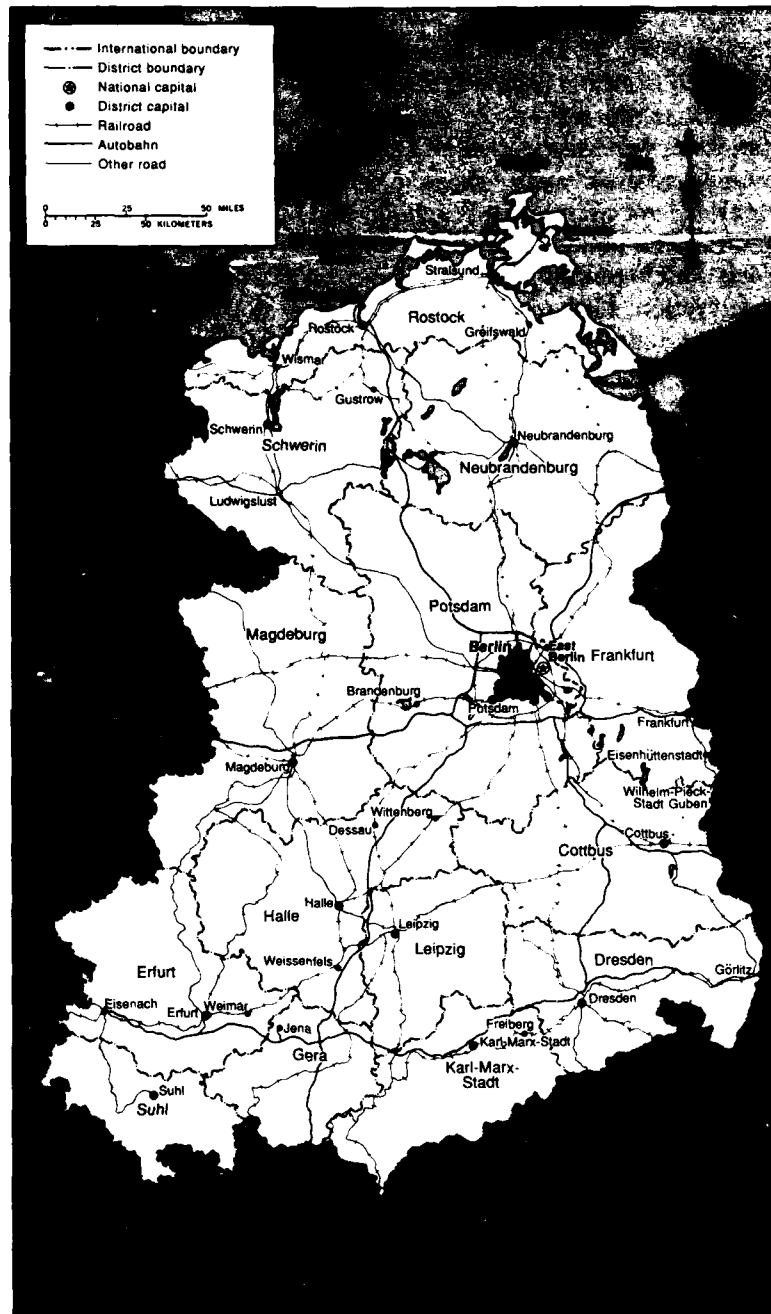 International boundary
District boundary
National capital
District capital
Railroad
Autobahn
Other road
0 25 50 MILES
0 25 50 KILOMETERS
Stralsund
Rostock
Rostock
Greifswald
Wismar
Gustrow
Schwerin
Schwerin
Neubrandenburg
Neubrandenburg
Ludwigslust
Potsdam
Magdeburg
Berlin
East
Berlin
Frankfurt
Brandenburg
Potsdam
Frankfurt
Eisenhüttenstadt
Magdeburg
Wilhelm-Pieck-
Stadt Guben
Wittenberg
Dessau
Cottbus
Cottbus
Halle
Halle
Leipzig
Leipzig
Weissenfels
Dresden
Erfurt
Görlitz
Eisenach
Erfurt
Weimar
Dresden
Jena
Freiberg
Karl-Marx-Stadt
Gera
Karl-Marx-
Stadt
Suhl
Suhl